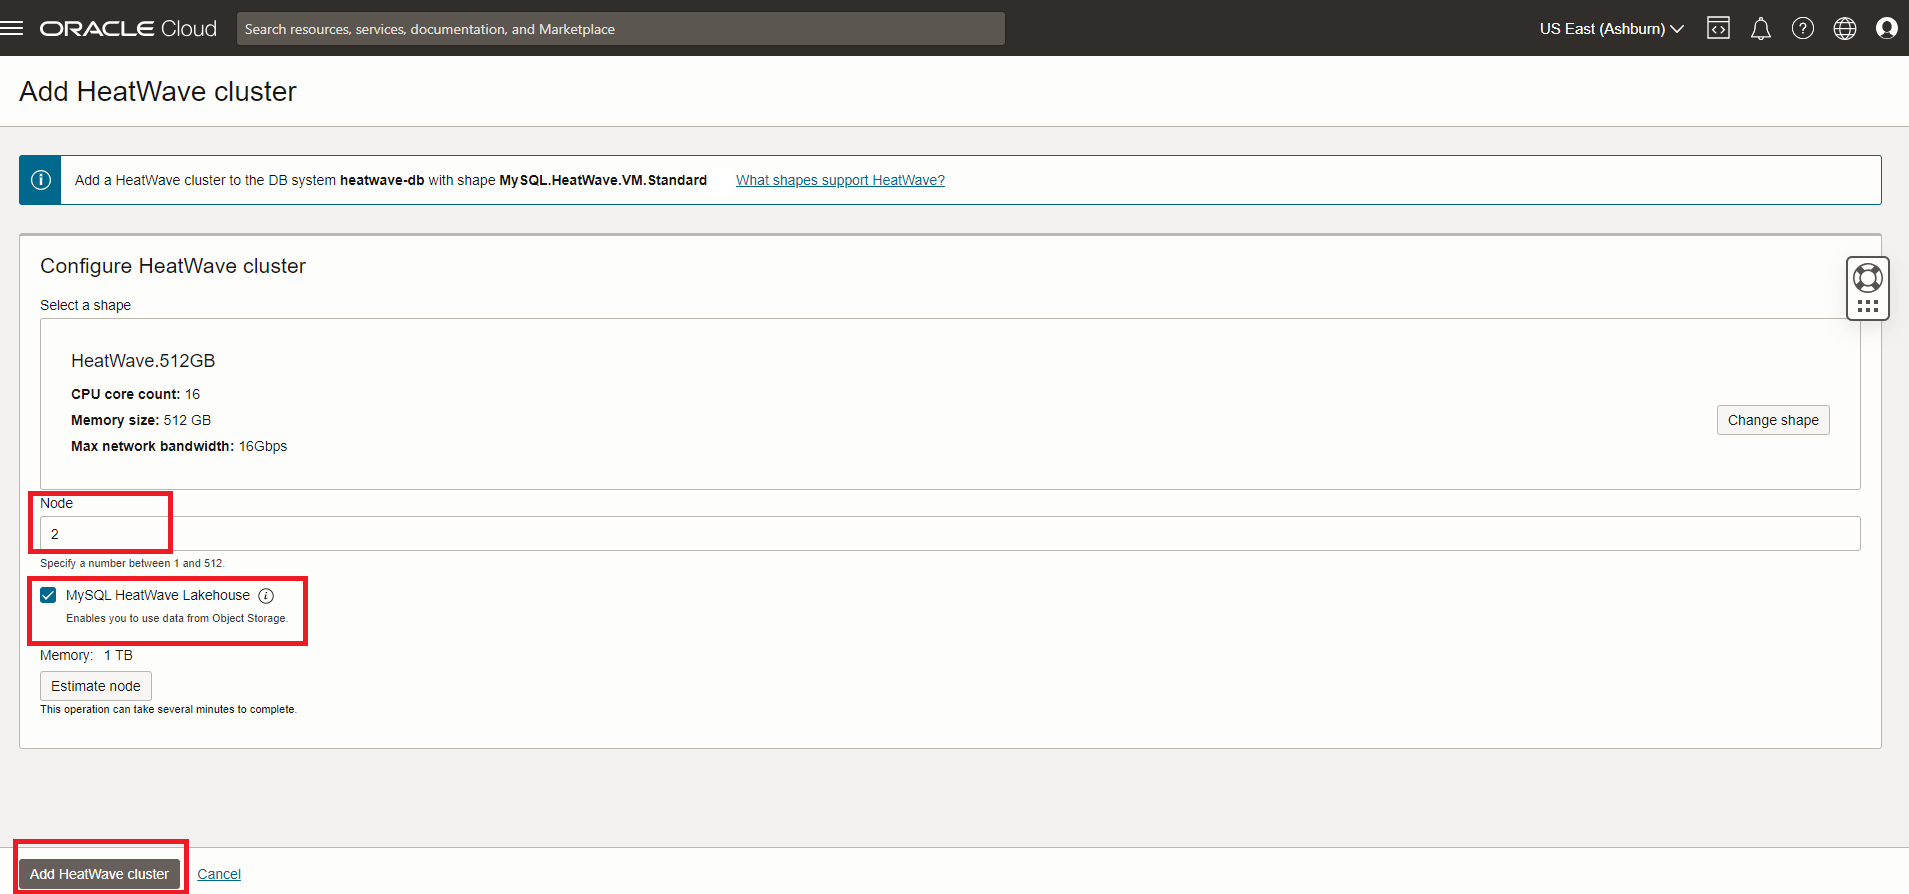 ORACLE Cloud
Search resources, services, documentation, and Marketplace
US East (Ashburn)
Add HeatWave cluster
Add a HeatWave cluster to the DB system heatwave-db with shape MySQL.HeatWave.VM.Standard What shapes support HeatWave?
Configure HeatWave cluster
Select a shape
HeatWave.512GB
CPU core count: 16
Memory size: 512 GB
Max network bandwidth: 16Gbps
Change shape
Node
2
Specify a number between 1 and 512.
MySQL HeatWave Lakehouse
Enables you to use data from Object Storage.
Memory: 1 TB
Estimate node
This operation can take several minutes to complete.
Add HeatWave cluster Cancel